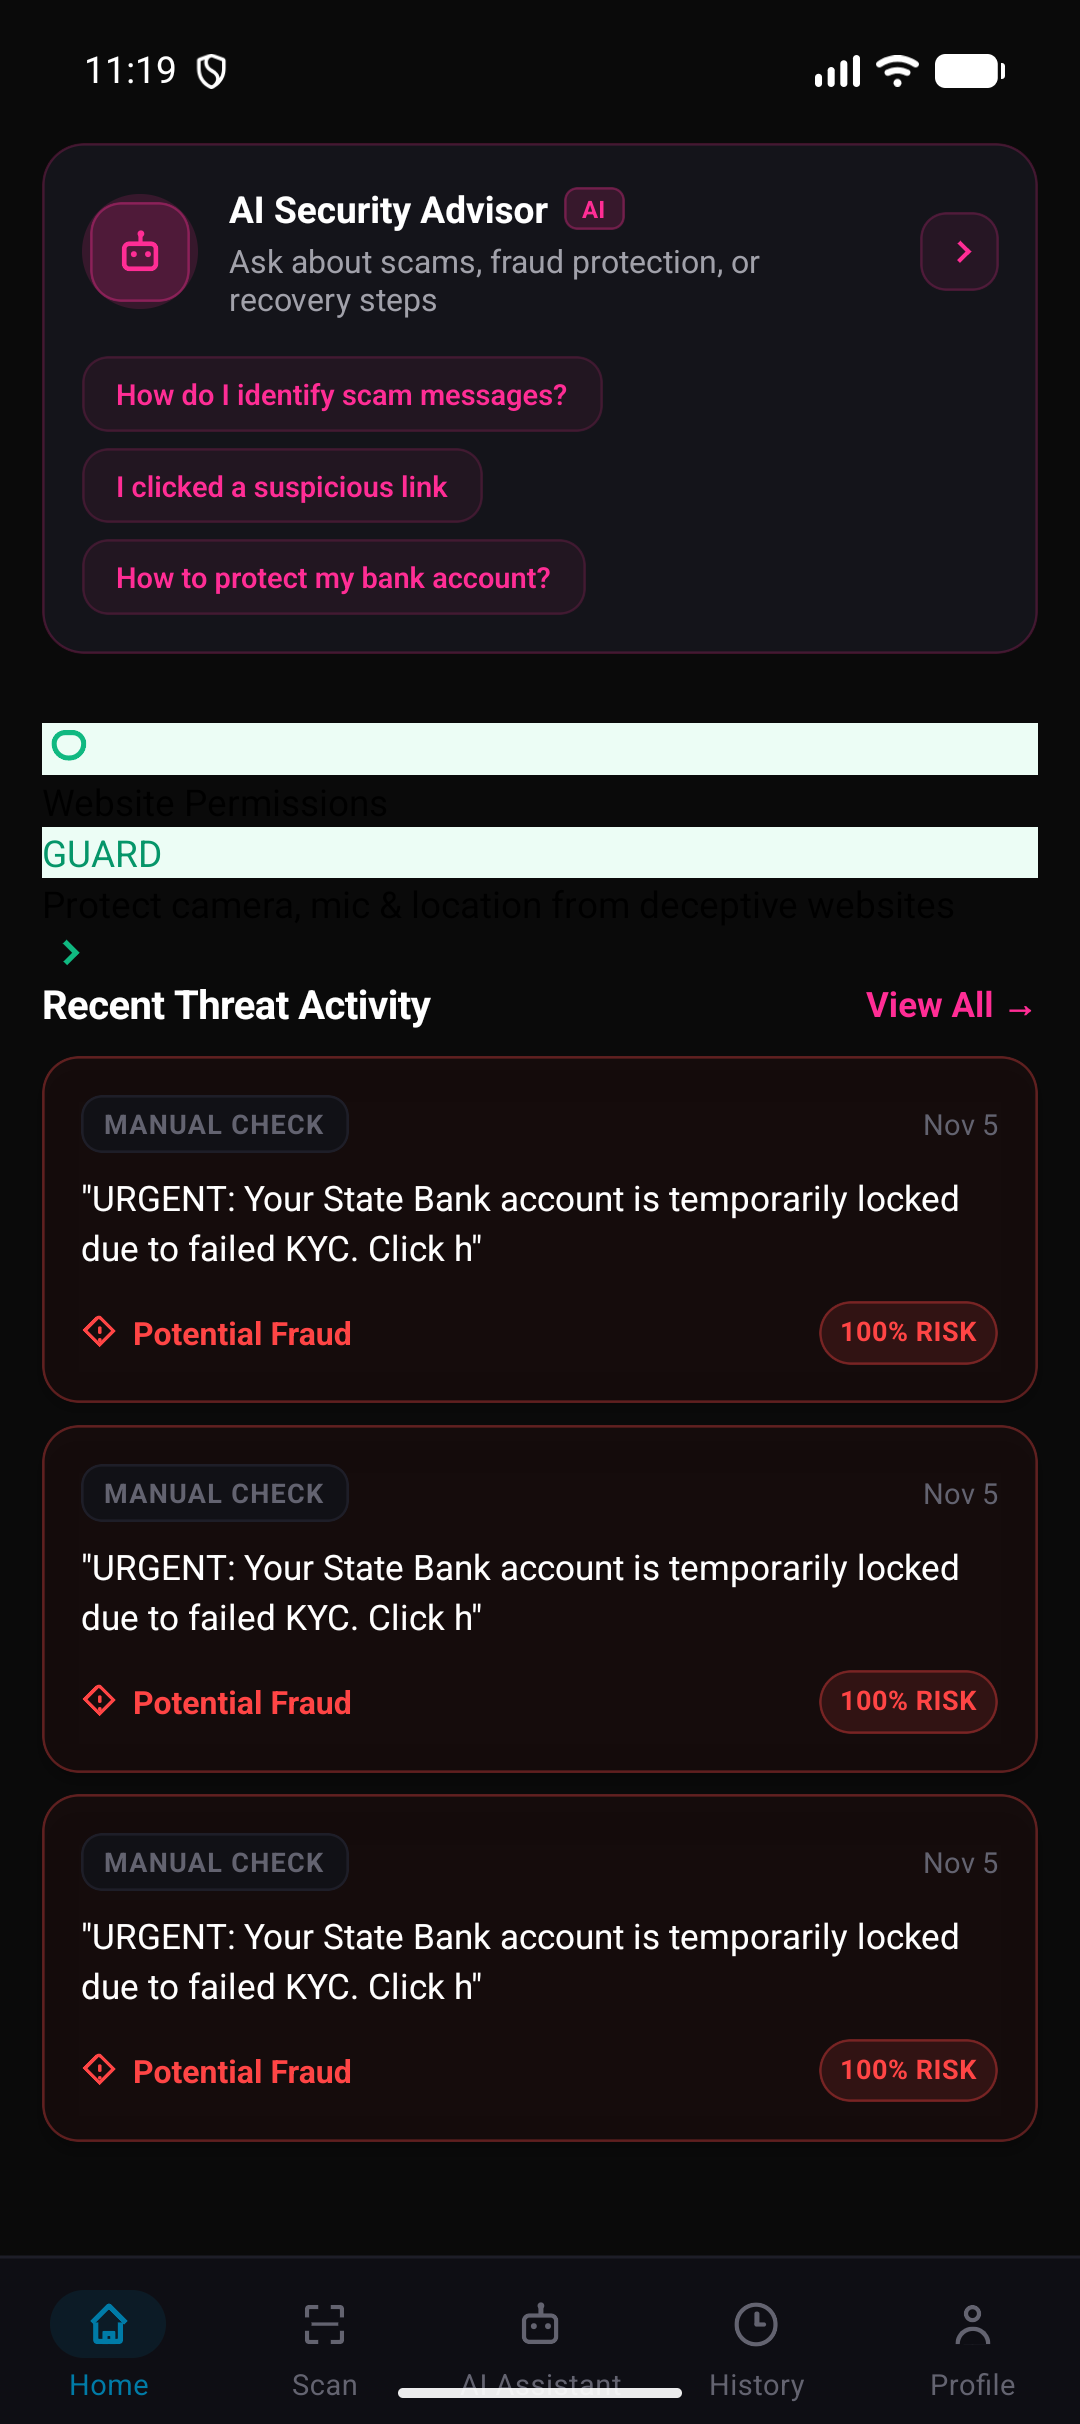 11:19
AI Security Advisor AI
Ask about scams, fraud protection, or
recovery steps
How do I identify scam messages?
I clicked a suspicious link
How to protect my bank account?
Website Permissions
GUARD
Protect camera, mic & location from deceptive websites
Recent Threat Activity
View All →
MANUAL CHECK
Nov 5
"URGENT: Your State Bank account is temporarily locked
due to failed KYC. Click h"
Potential Fraud
100% RISK
MANUAL CHECK
Nov 5
"URGENT: Your State Bank account is temporarily locked
due to failed KYC. Click h"
Potential Fraud
100% RISK
MANUAL CHECK
Nov 5
"URGENT: Your State Bank account is temporarily locked
due to failed KYC. Click h"
Potential Fraud
100% RISK
Home
Scan
AI Assistant
History
Profile